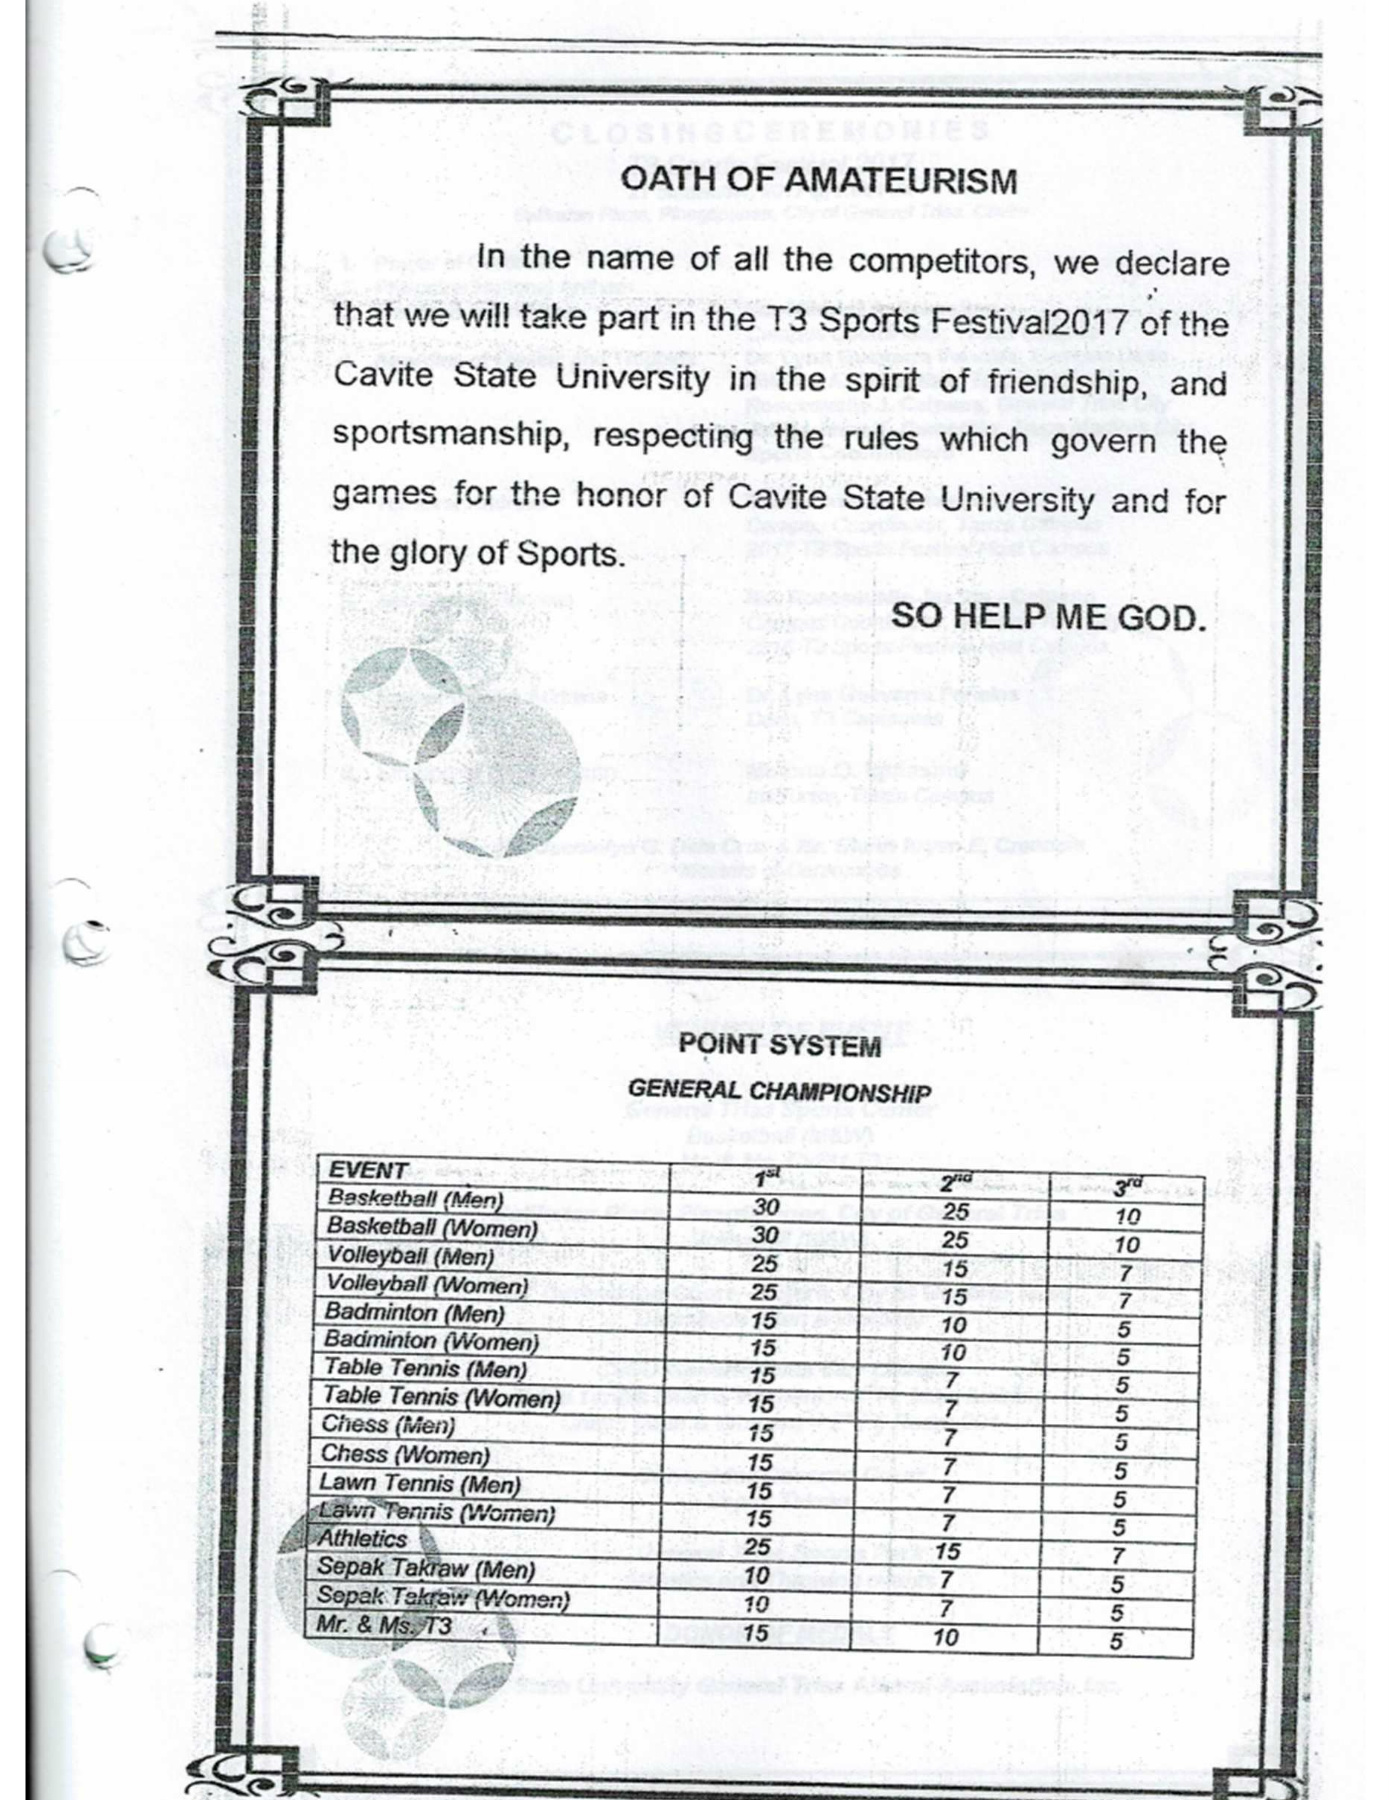 OATH OF AMATEURISM
In the name of all the competitors, we declare
that we will take part in the T3 Sports Festival2017 of the
Cavite State University in the spirit of friendship, and
sportsmanship, respecting the rules which govern the
games for the honor of Cavite State University and for
the glory of Sports.
SO HELP ME GOD.
POINT SYSTEM
GENERAL CHAMPIONSHIP
EVENT 1st 2nd 3rd
Basketball (Men) 30 25 10
Basketball (Women) 30 25 10
Volleyball (Men) 25 15 7
Volleyball (Women) 25 15 7
Badminton (Men) 15 10 5
Badminton (Women) 15 10 5
Table Tennis (Men) 15 7 5
Table Tennis (Women) 15 7 5
Chess (Men) 15 7 5
Chess (Women) 15 7 5
Lawn Tennis (Men) 15 7 5
Lawn Tennis (Women) 15 7 5
Athletics 25 15 7
Sepak Takraw (Men) 10 7 5
Sepak Takraw (Women) 10 7 5
Mr. & Ms. T3 15 10 5